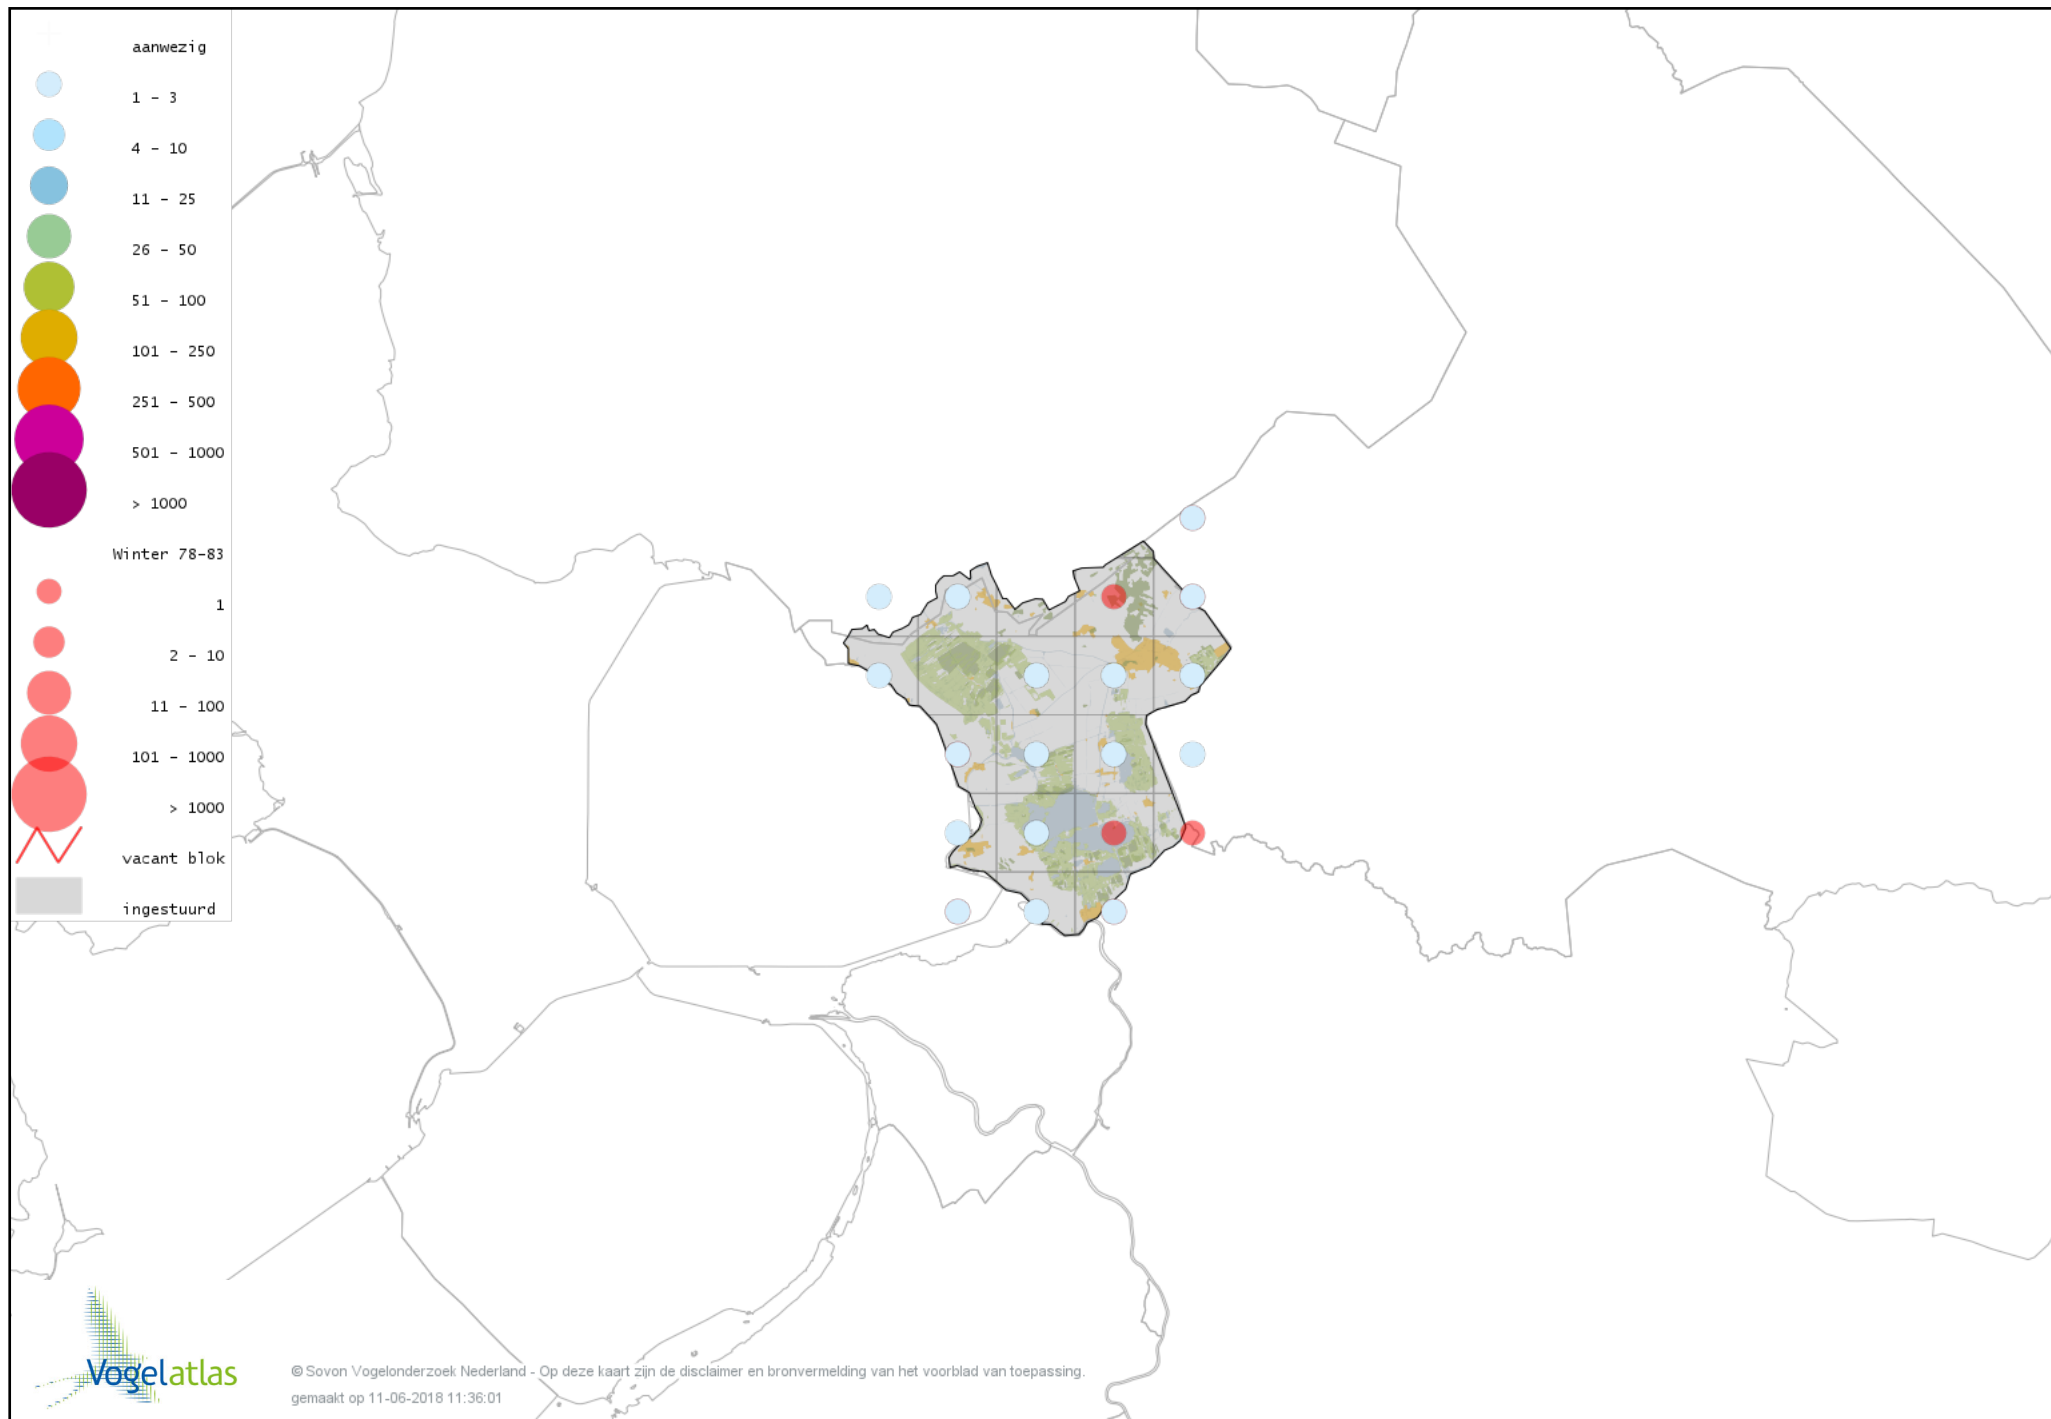 aanwezig
1 – 3
4 – 10
11 – 25
26 – 50
51 – 100
101 – 250
251 – 500
501 – 1000
> 1000
Winter 78-83
1
2 – 10
11 – 100
101 – 1000
> 1000
vacant blok
ingestuurd
Vogelatlas
© Sovon Vogelonderzoek Nederland - Op deze kaart zijn de disclaimer en bronvermelding van het voorblad van toepassing.
gemaakt op 11-06-2018 11:36:01